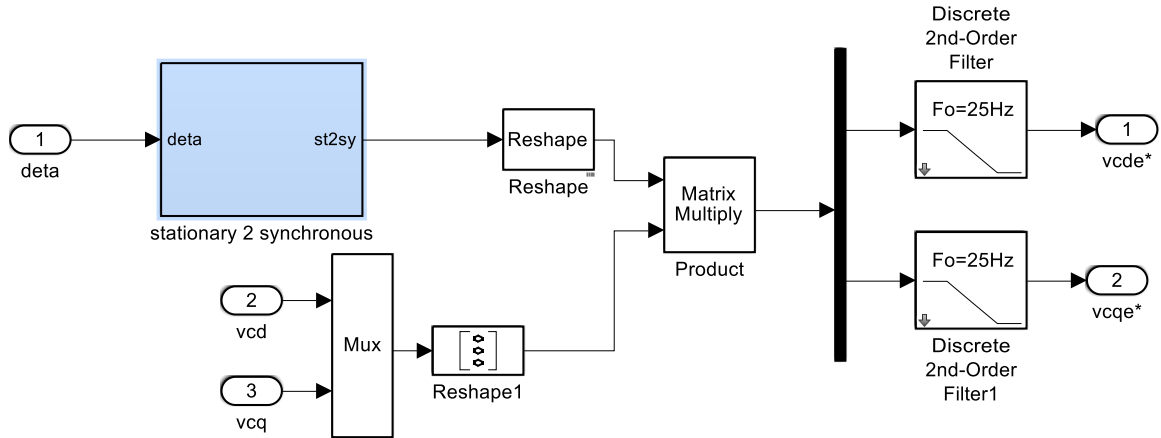 1
deta
deta
st2sy
stationary 2 synchronous
Reshape
Reshape
2
vcd
3
vcq
Mux
Reshape1
Matrix
Multiply
Product
Discrete
2nd-Order
Filter
Fo=25Hz
1
vcde*
Fo=25Hz
Discrete
2nd-Order
Filter1
2
vcqe*